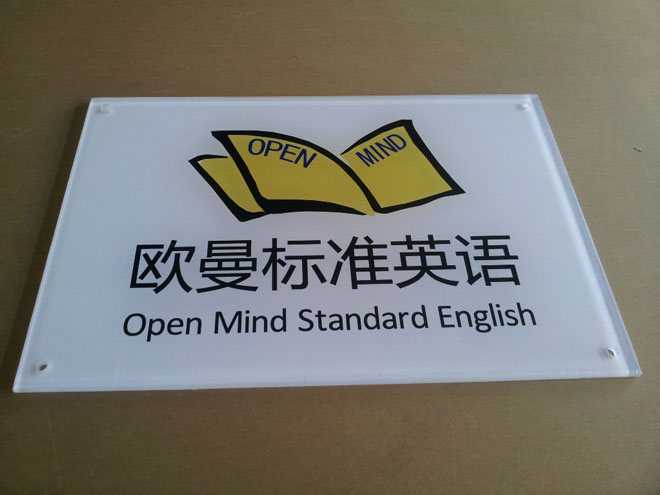 OPEN MIND
欧曼标准英语
Open Mind Standard English